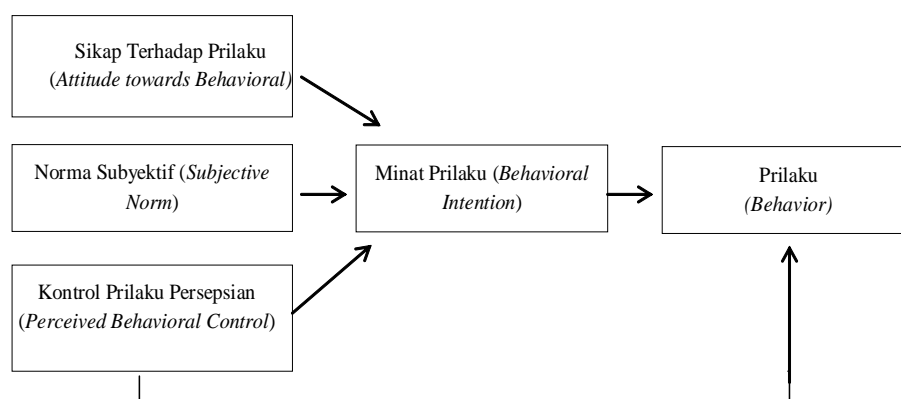 Sikap Terhadap Prilaku
(Attitude towards Behavioral)
Norma Subyektif (Subjective
Norm)
Kontrol Prilaku Persepsian
(Perceived Behavioral Control)
Minat Prilaku (Behavioral
Intention)
Prilaku
(Behavior)